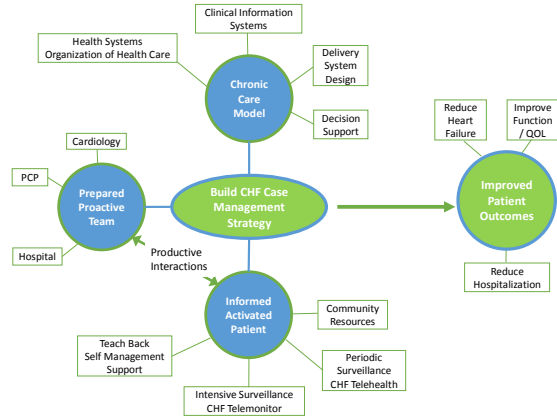 Clinical Information
Systems
Health Systems
Organization of Health Care
Delivery
System
Design
Chronic
Care
Model
Decision
Support
Reduce
Heart
Failure
Improve
Function
/ QOL
Cardiology
PCP
Prepared
Proactive
Team
Hospital
Build CHF Case
Management
Strategy
Improved
Patient
Outcomes
Productive
Interactions
Reduce
Hospitalization
Informed
Activated
Patient
Community
Resources
Teach Back
Self Management
Support
Periodic
Surveillance
CHF Telehealth
Intensive Surveillance
CHF Telemonitor